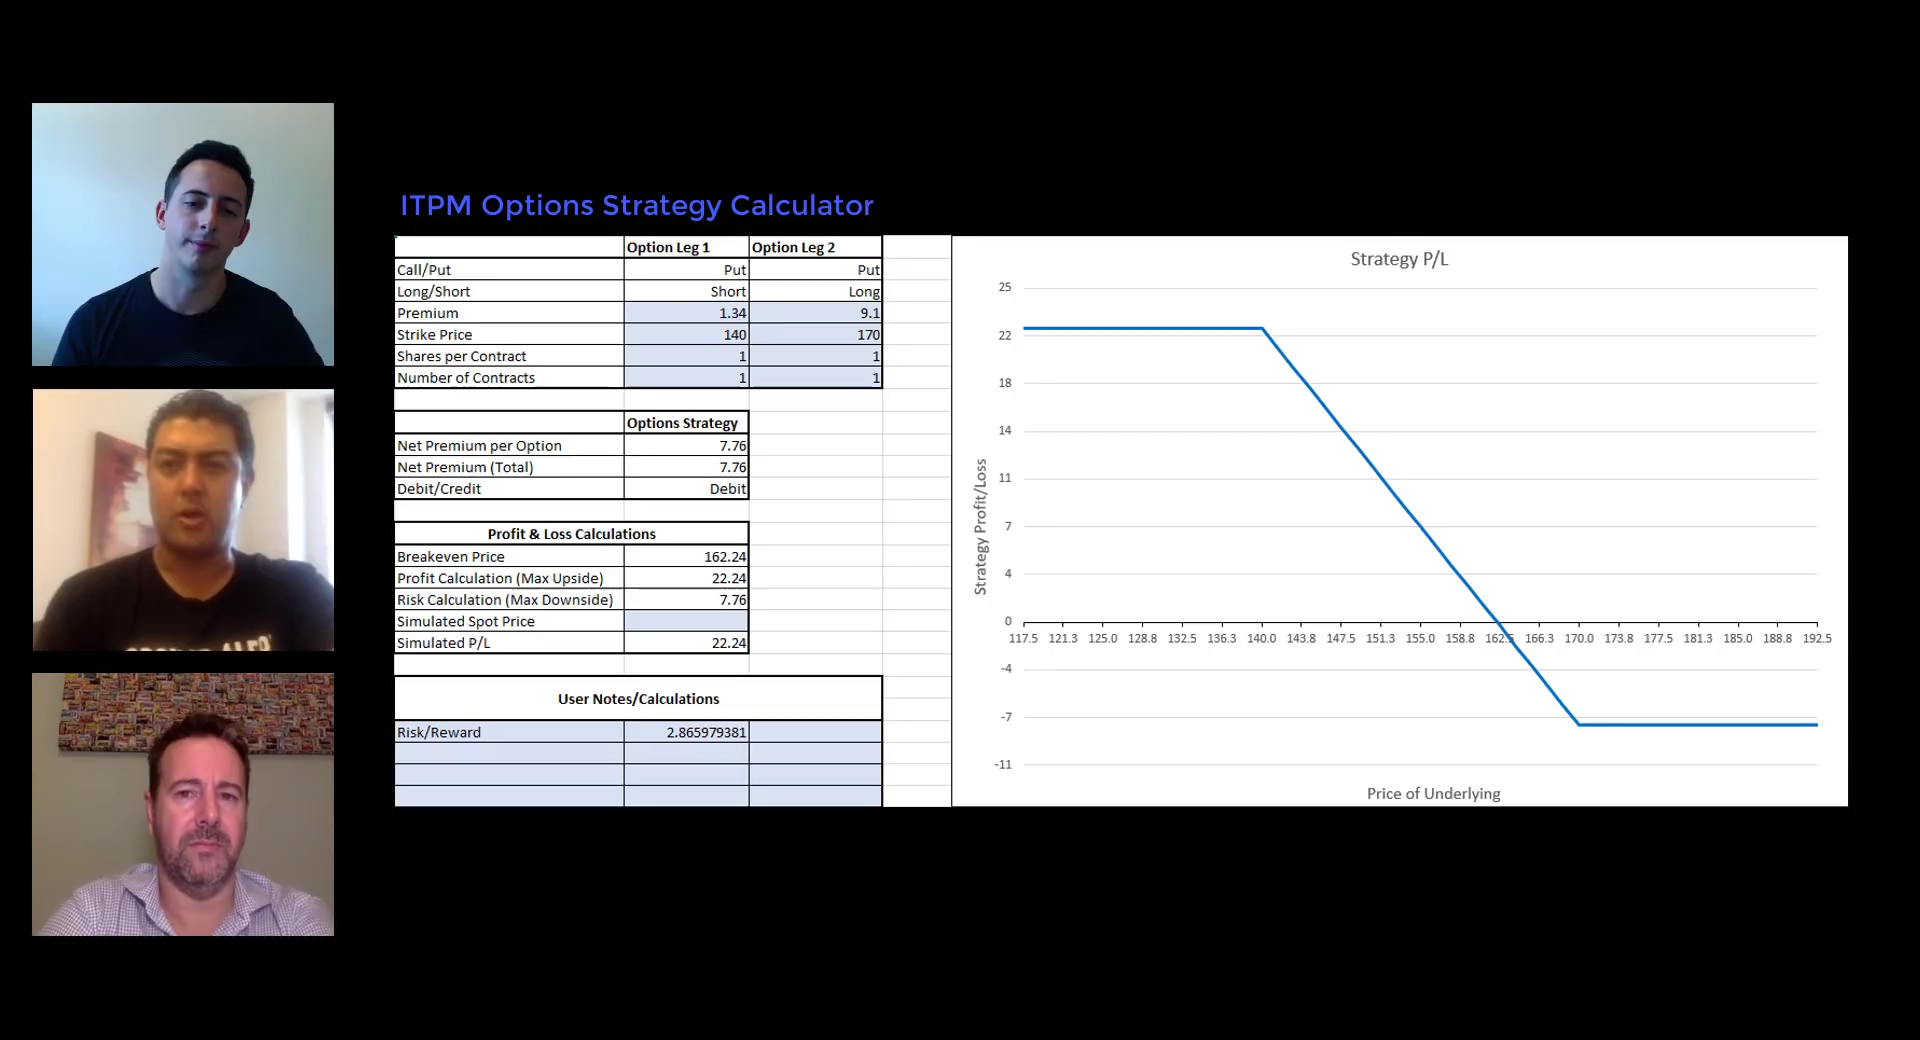 ITPM Options Strategy Calculator
Option Leg 1 Option Leg 2
Call/Put Put Put
Long/Short Short Long
Premium 1.34 9.1
Strike Price 140 170
Shares per Contract 1 1
Number of Contracts 1 1
Options Strategy
Net Premium per Option 7.76
Net Premium (Total) 7.76
Debit/Credit Debit
Profit & Loss Calculations
Breakeven Price 162.24
Profit Calculation (Max Upside) 22.24
Risk Calculation (Max Downside) 7.76
Simulated Spot Price
Simulated P/L 22.24
User Notes/Calculations
Risk/Reward 2.865979381
Strategy P/L
Strategy Profit/Loss
25
22
18
14
11
7
4
0
-4
-7
-11
117.5 121.3 125.0 128.8 132.5 136.3 140.0 143.8 147.5 151.3 155.0 158.8 162.5 166.3 170.0 173.8 177.5 181.3 185.0 188.8 192.5
Price of Underlying